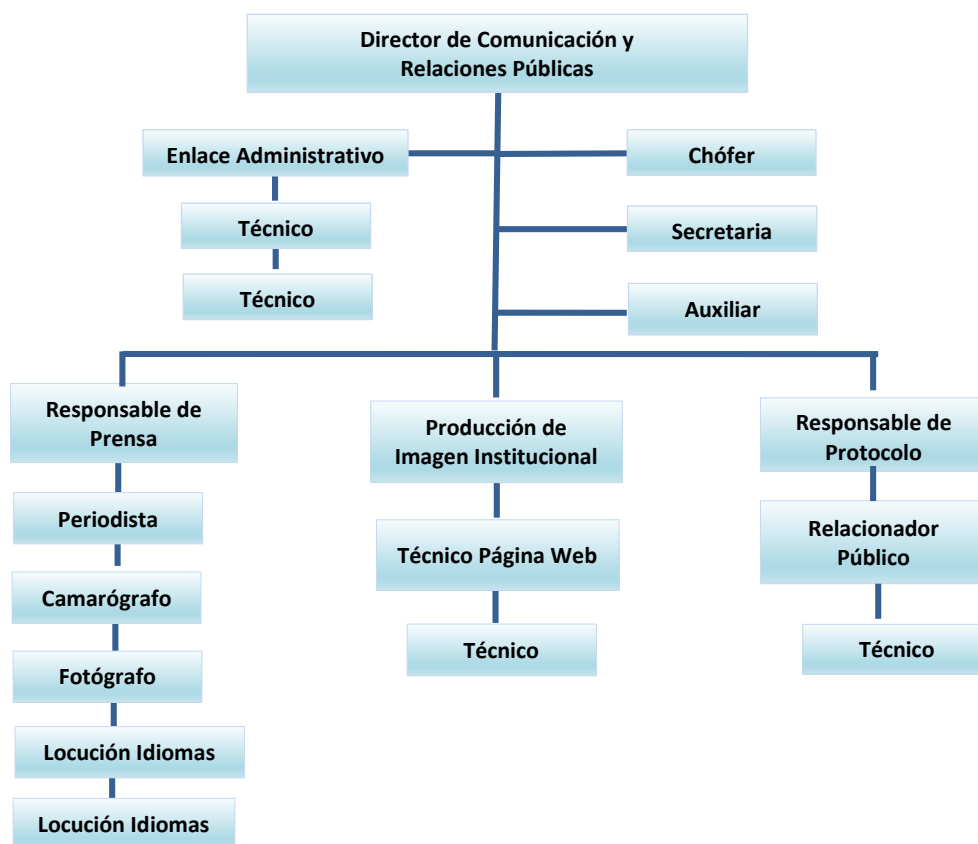 Director de Comunicación y
Relaciones Públicas
Enlace Administrativo
Chófer
Técnico
Secretaria
Técnico
Auxiliar
Responsable de
Prensa
Periodista
Camarógrafo
Fotógrafo
Locución Idiomas
Locución Idiomas
Producción de
Imagen Institucional
Técnico Página Web
Técnico
Responsable de
Protocolo
Relacionador
Público
Técnico